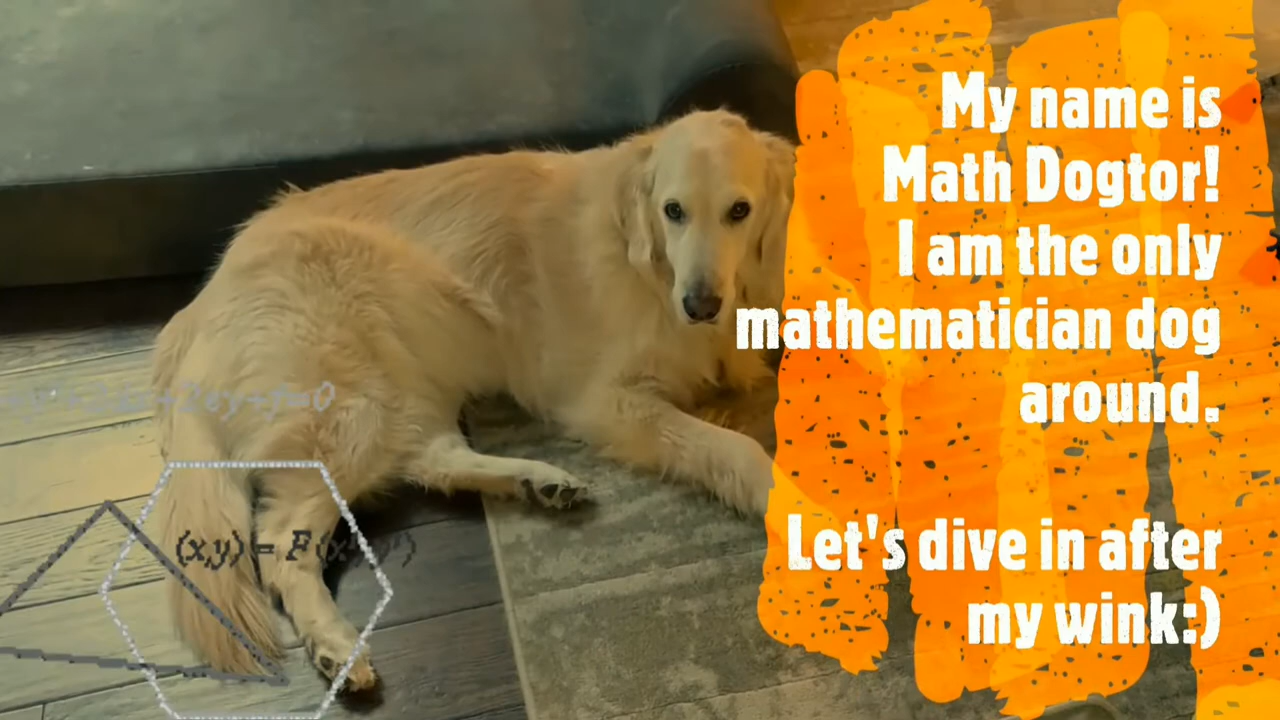 My name is
Math Dogtor!
I am the only
mathematician dog
around.
Let's dive in after
my wink:)